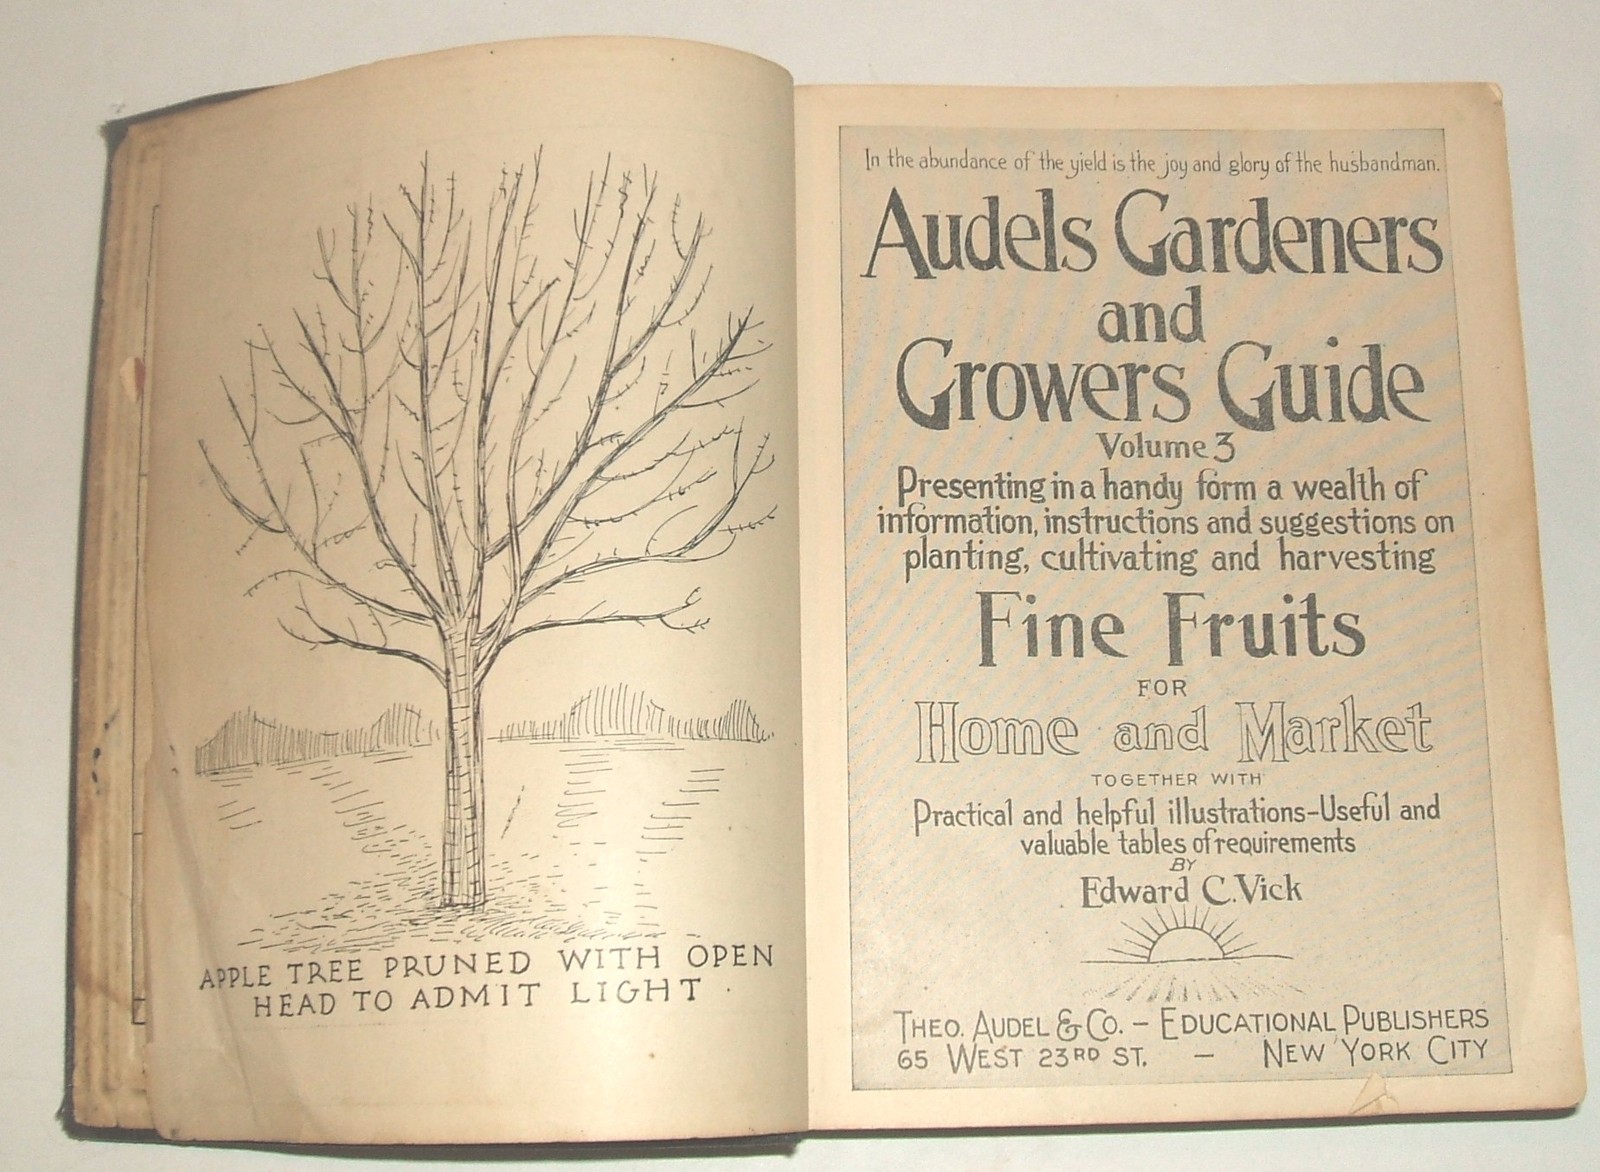 APPLE TREE PRUNED WITH OPEN
HEAD TO ADMIT LIGHT
In the abundance of the yield is the joy and glory of the husbandman.
Audels Gardeners
and
Growers Guide
Volume 3
Presenting in a handy form a wealth of
information, instructions and suggestions on
planting, cultivating and harvesting
Fine Fruits
FOR
Home and Market
TOGETHER WITH
Practical and helpful illustrations-Useful and
valuable tables of requirements
BY
Edward C. Vick
THEO. AUDEL & CO. - EDUCATIONAL PUBLISHERS
65 WEST 23RD ST. - NEW YORK CITY